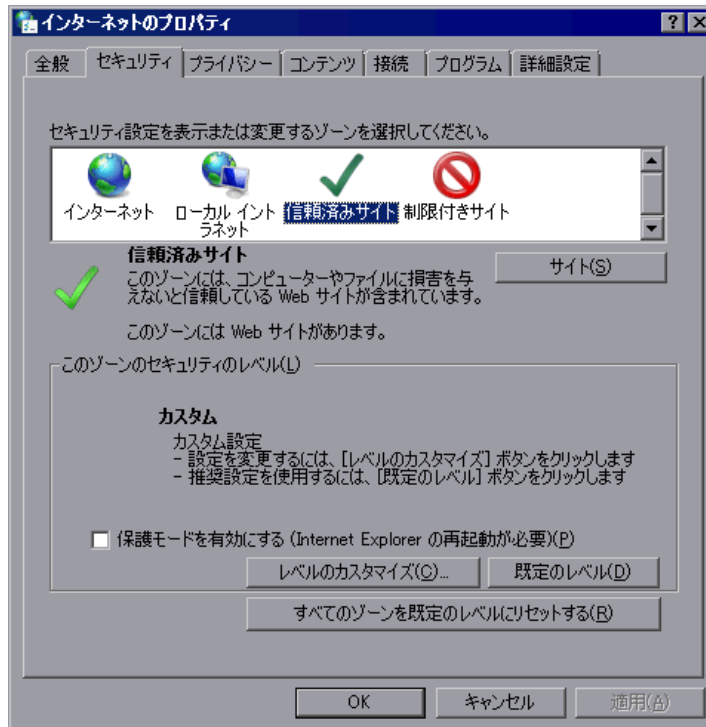 インターネットのプロパティ
全般 セキュリティ プライバシー コンテンツ 接続 プログラム 詳細設定
セキュリティ設定を表示または変更するゾーンを選択してください。
インターネット ローカル イント 信頼済みサイト 制限付きサイト
ラネット
信頼済みサイト
サイト(S)
このゾーンには、コンピューターやファイルに損害を与
えないと信頼している Web サイトが含まれています。
このゾーンには Web サイトがあります。
このゾーンのセキュリティのレベル(L)
カスタム
カスタム設定
- 設定を変更するには、[レベルのカスタマイズ] ボタンをクリックします
- 推奨設定を使用するには、[既定のレベル] ボタンをクリックします
保護モードを有効にする (Internet Explorer の再起動が必要)(P)
レベルのカスタマイズ(C)... 既定のレベル(D)
すべてのゾーンを既定のレベルにリセットする(R)
OK キャンセル 適用(A)